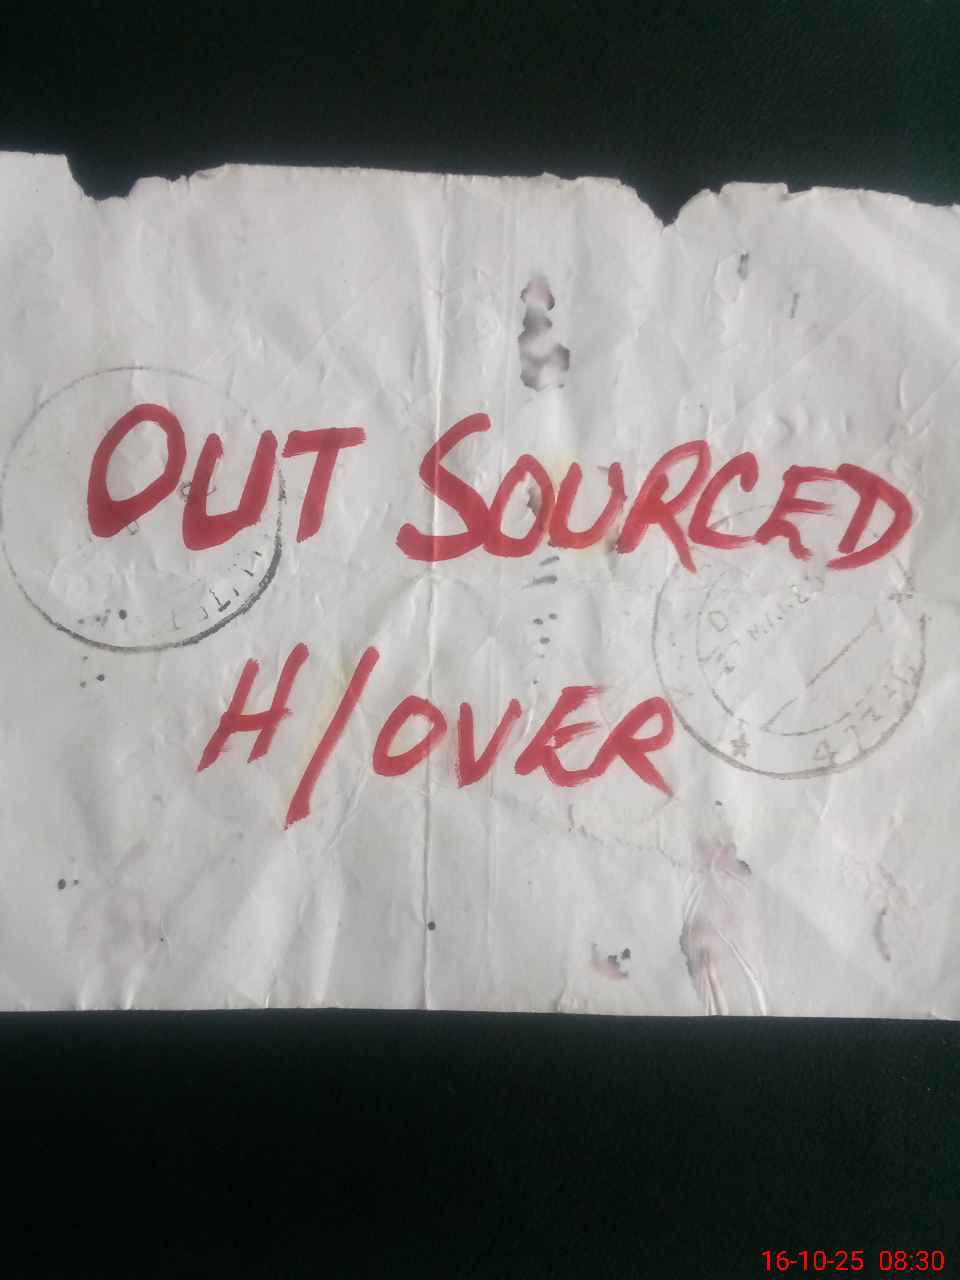 OUT SOURCED
H/OVER
16-10-25 08:30